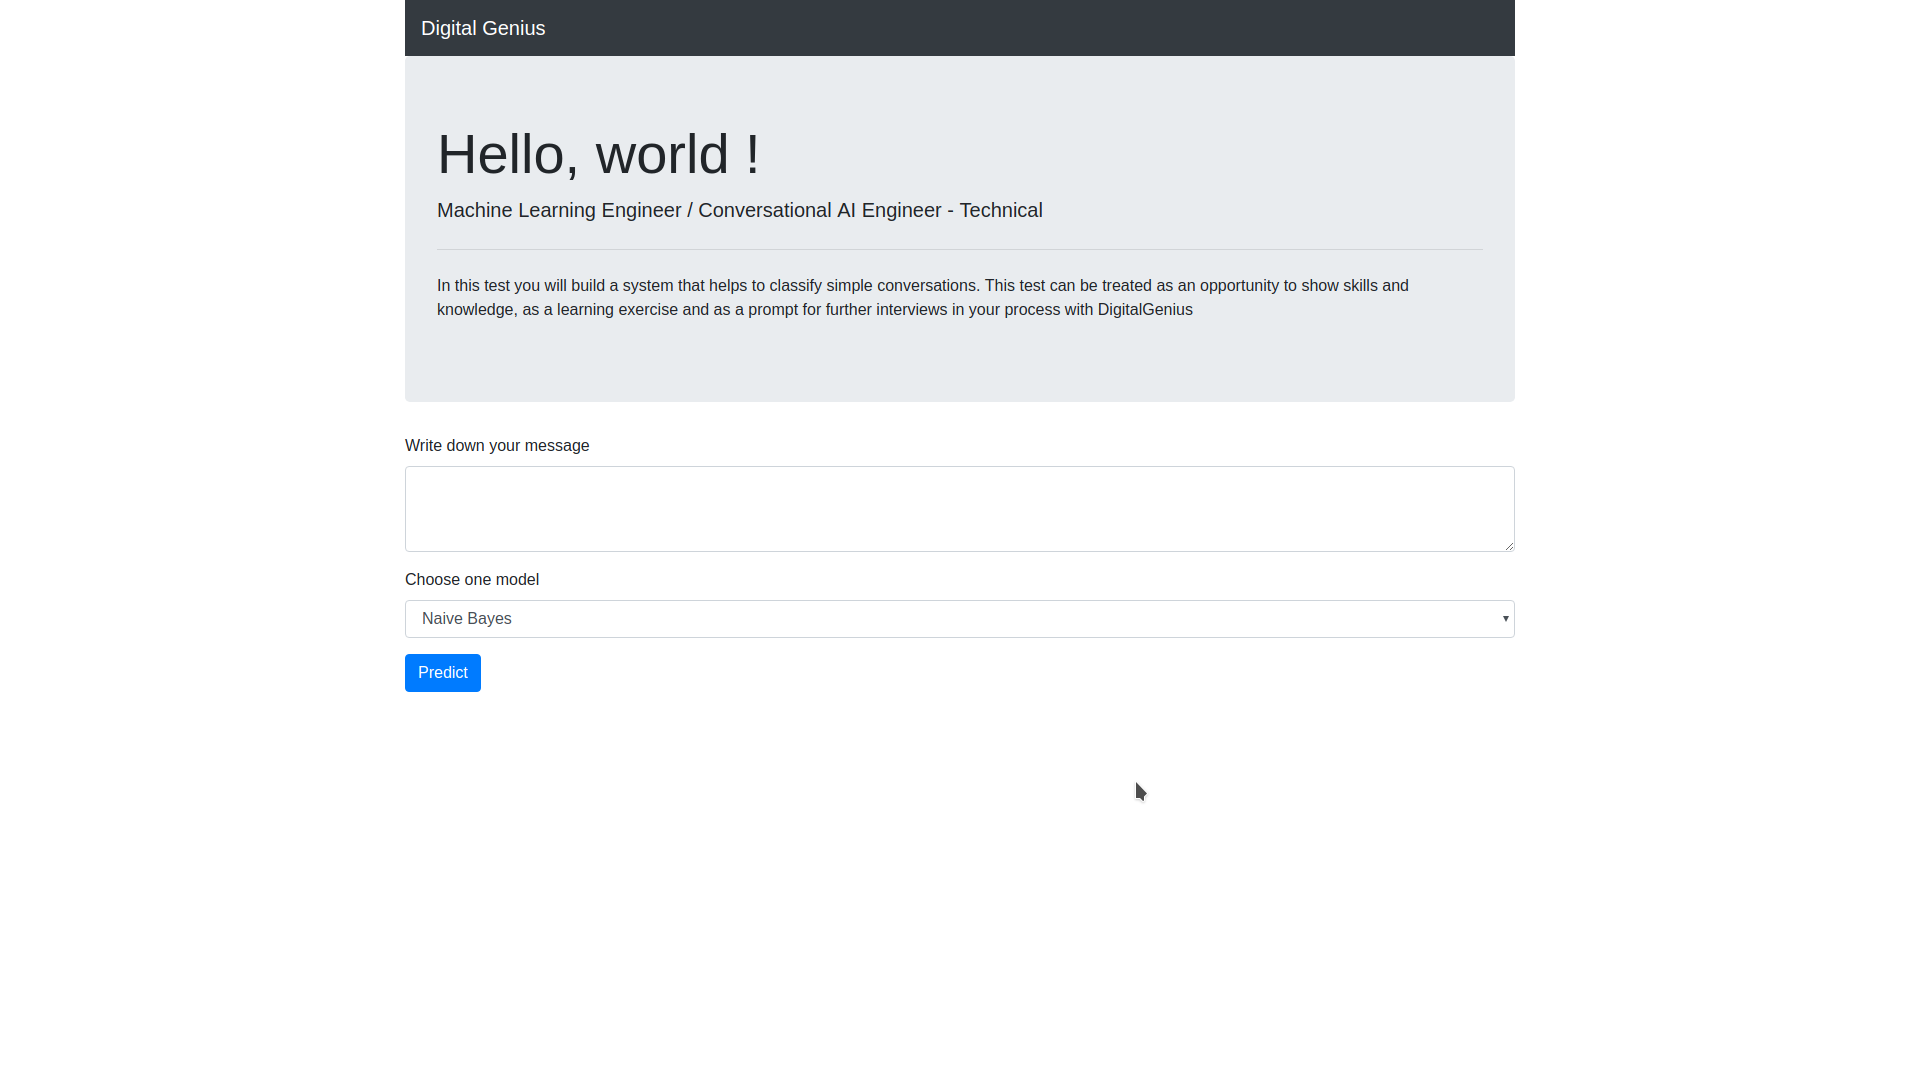 Digital Genius
Hello, world !
Machine Learning Engineer / Conversational AI Engineer - Technical
In this test you will build a system that helps to classify simple conversations. This test can be treated as an opportunity to show skills and
knowledge, as a learning exercise and as a prompt for further interviews in your process with DigitalGenius
Write down your message
Choose one model
Naive Bayes
Predict